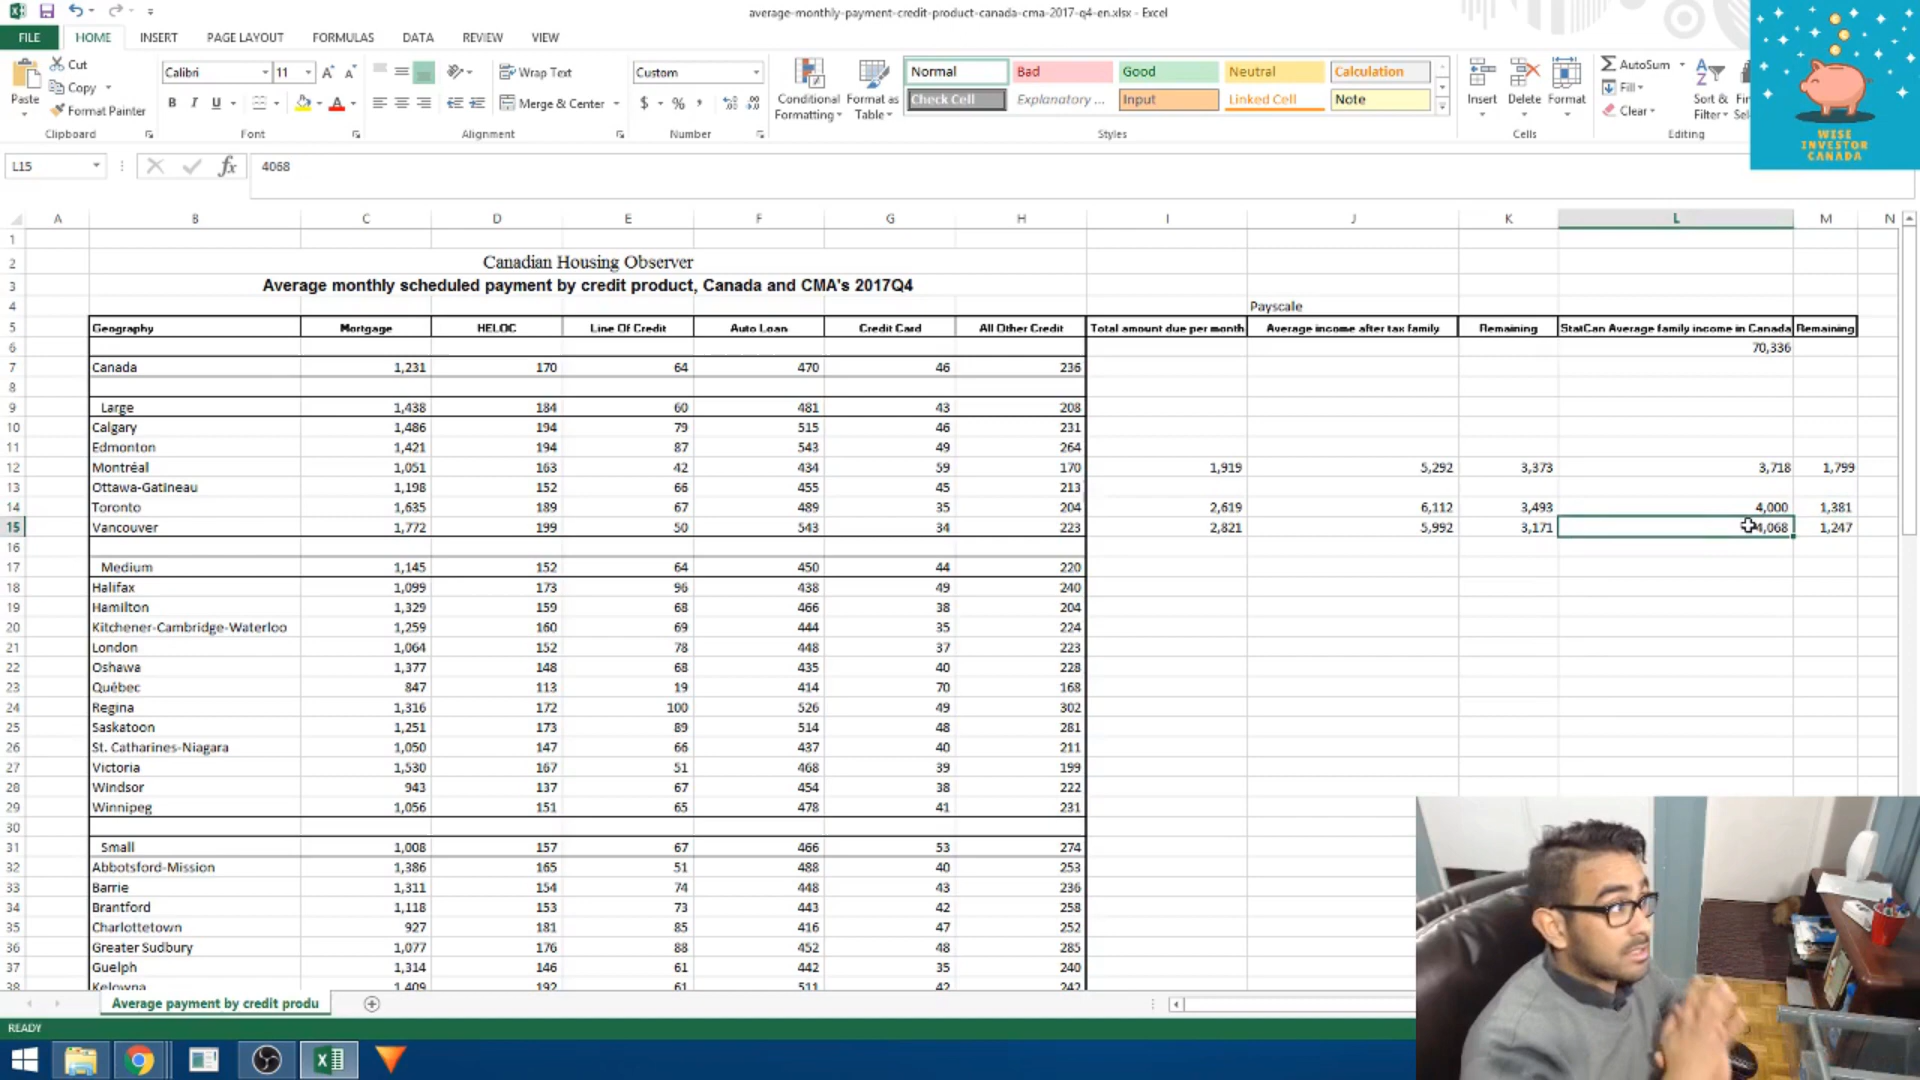 average-monthly-payment-credit-product-canada-cma-2017-q4-en.xlsx - Excel
FILE HOME INSERT PAGE LAYOUT FORMULAS DATA REVIEW VIEW
Cut
Copy
Format Painter
Paste
Calibri 11
B I U
Wrap Text
Merge & Center
Custom
$ %
Conditional Formatting
Format as Table
Normal Bad Good Neutral Calculation
Check Cell Explanatory ... Input Linked Cell Note
Insert Delete Format
AutoSum
Fill
Clear
Sort & Filter
Clipboard Font Alignment Number Styles Cells Editing
WISE
INVESTOR
CANADA
L15 fx 4068
A B C D E F G H I J K L M N
1
2 Canadian Housing Observer
3 Average monthly scheduled payment by credit product, Canada and CMA's 2017Q4
4 Payscale
5 Geography Mortgage HELOC Line Of Credit Auto Loan Credit Card All Other Credit Total amount due per month Average income after tax family Remaining StatCan Average family income in Canada Remaining
6 70,336
7 Canada 1,231 170 64 470 46 236
8
9 Large 1,438 184 60 481 43 208
10 Calgary 1,486 194 79 515 46 231
11 Edmonton 1,421 194 87 543 49 264
12 Montréal 1,051 163 42 434 59 170 1,919 5,292 3,373 3,718 1,799
13 Ottawa-Gatineau 1,198 152 66 455 45 213
14 Toronto 1,635 189 67 489 35 204 2,619 6,112 3,493 4,000 1,381
15 Vancouver 1,772 199 50 543 34 223 2,821 5,992 3,171 4,068 1,247
16
17 Medium 1,145 152 64 450 44 220
18 Halifax 1,099 173 96 438 49 240
19 Hamilton 1,329 159 68 466 38 204
20 Kitchener-Cambridge-Waterloo 1,259 160 69 444 35 224
21 London 1,064 152 78 448 37 223
22 Oshawa 1,377 148 68 435 40 228
23 Québec 847 113 19 414 70 168
24 Regina 1,316 172 100 526 49 302
25 Saskatoon 1,251 173 89 514 48 281
26 St. Catharines-Niagara 1,050 147 66 437 40 211
27 Victoria 1,530 167 51 468 39 199
28 Windsor 943 137 67 454 38 222
29 Winnipeg 1,056 151 65 478 41 231
30
31 Small 1,008 157 67 466 53 274
32 Abbotsford-Mission 1,386 165 51 488 40 253
33 Barrie 1,311 154 74 448 43 236
34 Brantford 1,118 153 73 443 42 258
35 Charlottetown 927 181 85 416 47 252
36 Greater Sudbury 1,077 176 88 452 48 285
37 Guelph 1,314 146 61 442 35 240
38 Kelowna 1,409 192 61 511 42 242
Average payment by credit produ
READY